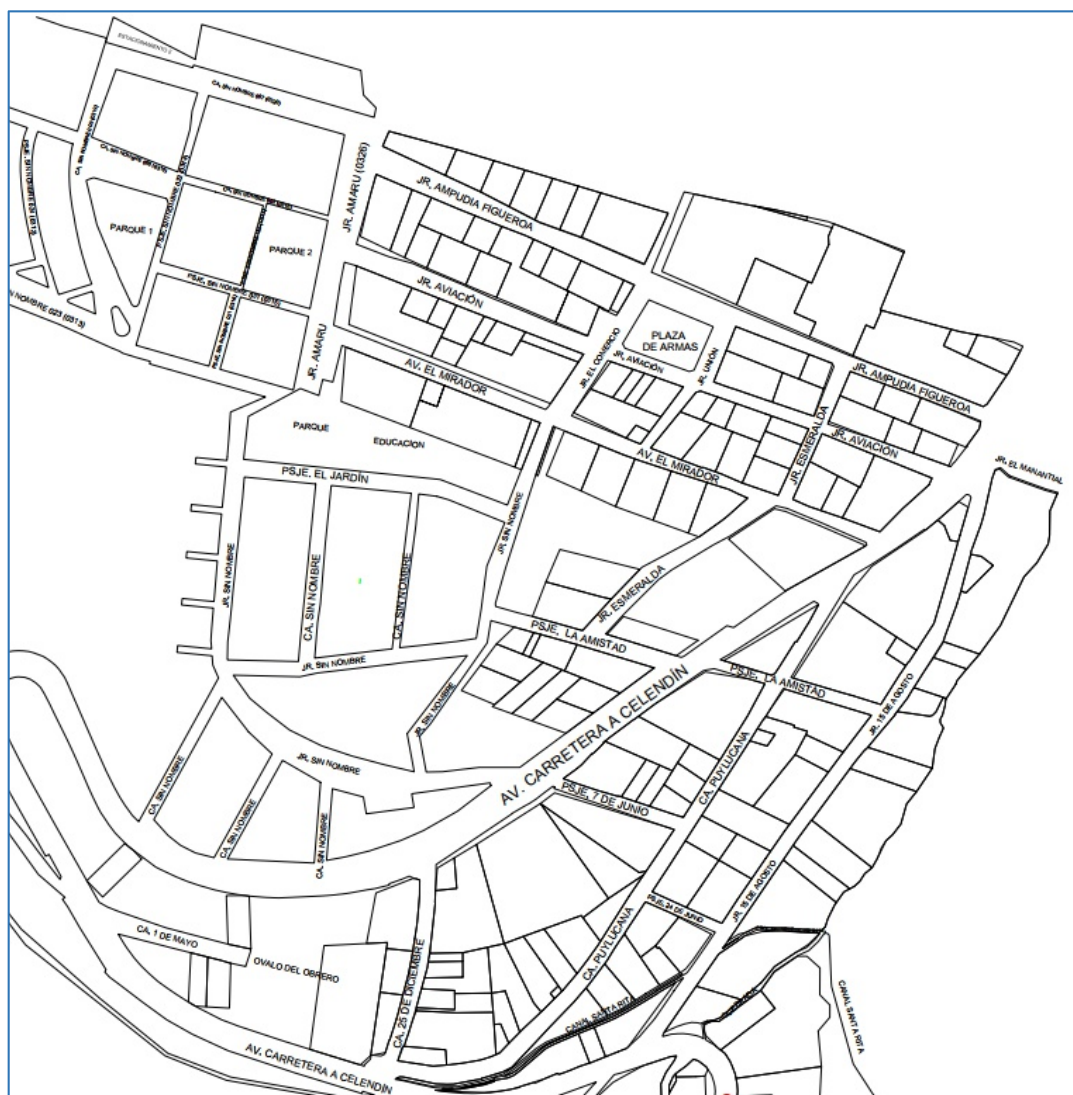 ESTACIONAMIENTO 2
JR. AMARU (0326)
JR. AMPUDIA FIGUEROA
PARQUE 1
PARQUE 2
JR. AVIACIÓN
PLAZA
DE ARMAS
JR. EL COMERCIO
JR. AVIACIÓN
JR. UNIÓN
JR. AMARU
AV. EL MIRADOR
JR. AMPUDIA FIGUEROA
JR. ESMERALDA
JR. AVIACIÓN
PARQUE
EDUCACION
AV. EL MIRADOR
JR. EL MANANTIAL
PSJE. EL JARDÍN
JR. SIN NOMBRE
JR. SIN NOMBRE
CA. SIN NOMBRE
CA. SIN NOMBRE
JR. ESMERALDA
PSJE. LA AMISTAD
JR. SIN NOMBRE
PSJE. LA AMISTAD
JR. SIN NOMBRE
JR. 15 DE AGOSTO
AV. CARRETERA A CELENDÍN
CA. PUYLUCANA
JR. SIN NOMBRE
CA. SIN NOMBRE
CA. SIN NOMBRE
CA. SIN NOMBRE
PSJE. 7 DE JUNIO
JR. 15 DE AGOSTO
PSJE. 24 DE JUNIO
CA. 1 DE MAYO
OVALO DEL OBRERO
CA. 25 DE DICIEMBRE
CA. PUYLUCANA
CANAL SANTA RITA
CANAL SANTA RITA
AV. CARRETERA A CELENDÍN